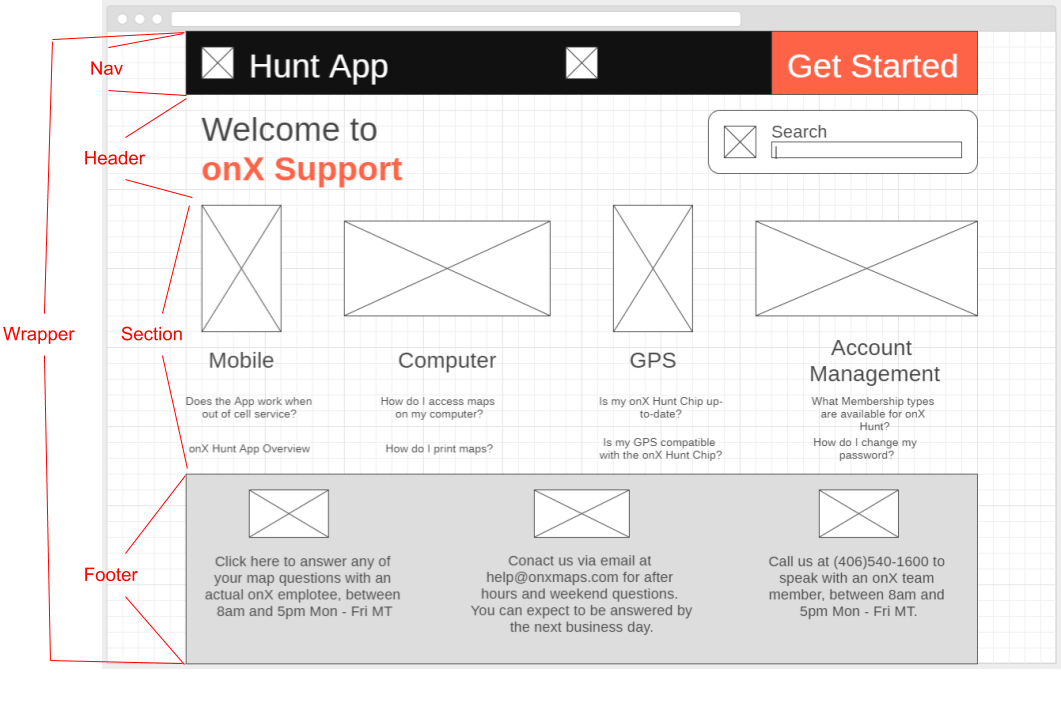 Nav
Hunt App
Get Started
Header
Welcome to
onX Support
Search
Wrapper
Section
Mobile
Does the App work when
out of cell service?
onX Hunt App Overview
Computer
How do I access maps
on my computer?
How do I print maps?
GPS
Is my onX Hunt Chip up-
to-date?
Is my GPS compatible
with the onX Hunt Chip?
Account
Management
What Membership types
are available for onX
Hunt?
How do I change my
password?
Footer
Click here to answer any of
your map questions with an
actual onX emplotee, between
8am and 5pm Mon - Fri MT
Conact us via email at
help@onxmaps.com for after
hours and weekend questions.
You can expect to be answered by
the next business day.
Call us at (406)540-1600 to
speak with an onX team
member, between 8am and
5pm Mon - Fri MT.